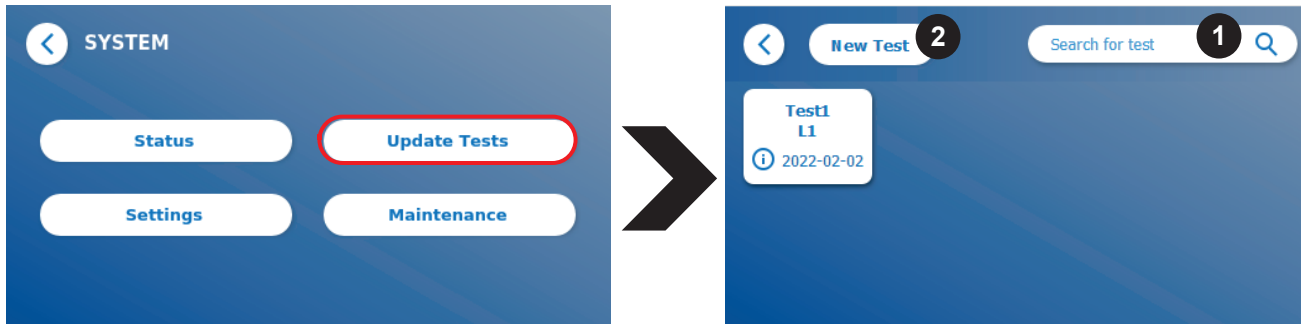 SYSTEM
Status
Update Tests
Settings
Maintenance
New Test
2
Search for test
1
Test1
L1
2022-02-02